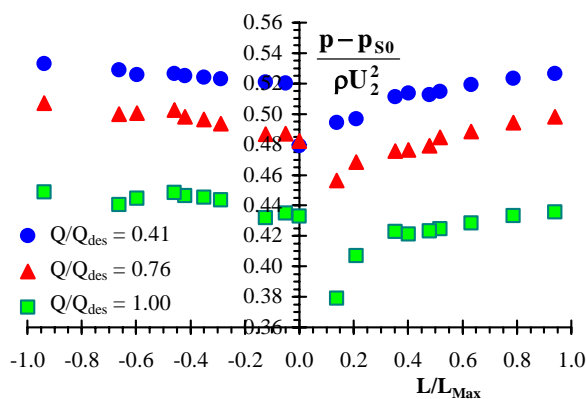 0.56
0.54
0.52
0.50
0.48
0.46
0.44
0.42
0.40
0.38
0.36
p – p_S0
ρU₂²
Q/Q_des = 0.41
Q/Q_des = 0.76
Q/Q_des = 1.00
-1.0 -0.8 -0.6 -0.4 -0.2 0.0 0.2 0.4 0.6 0.8 1.0
L/L_Max